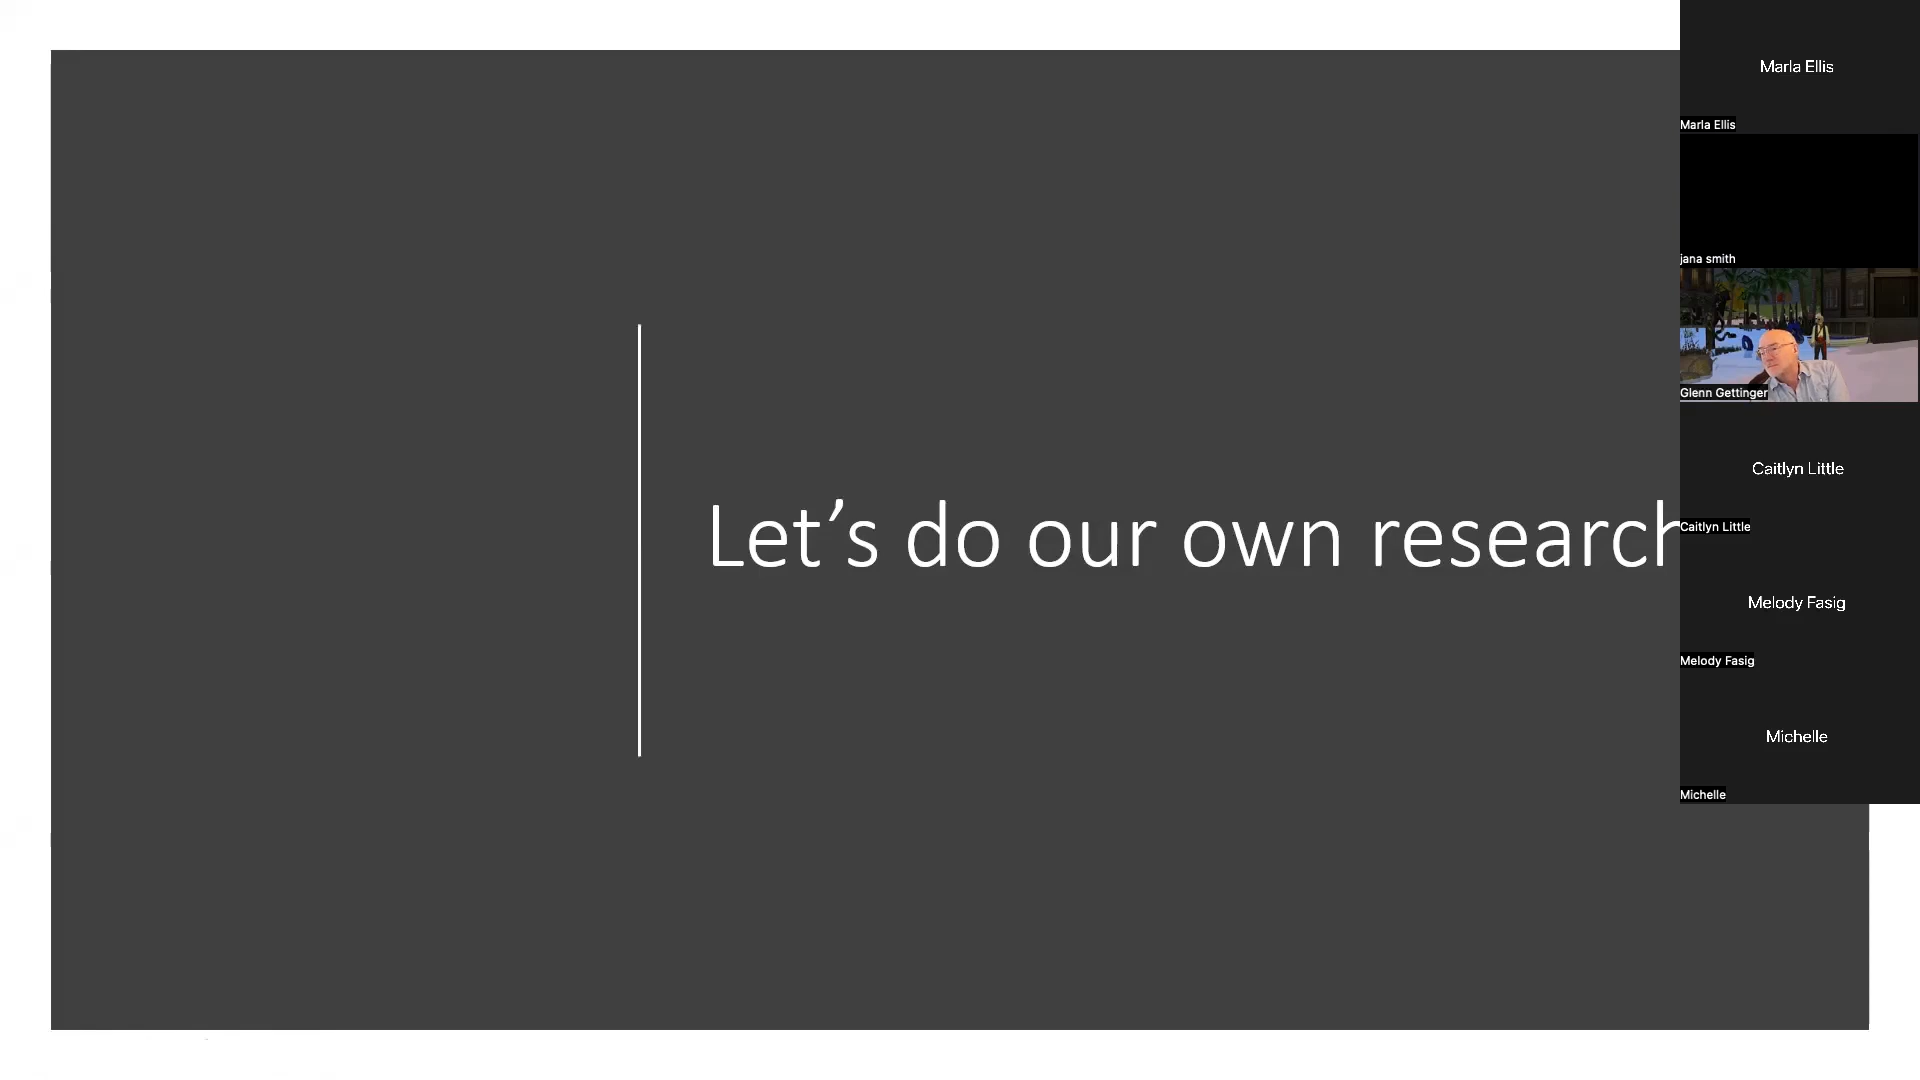 Let's do our own research
Marla Ellis
Marla Ellis
jana smith
Glenn Gettinger
Caitlyn Little
Caitlyn Little
Melody Fasig
Melody Fasig
Michelle
Michelle